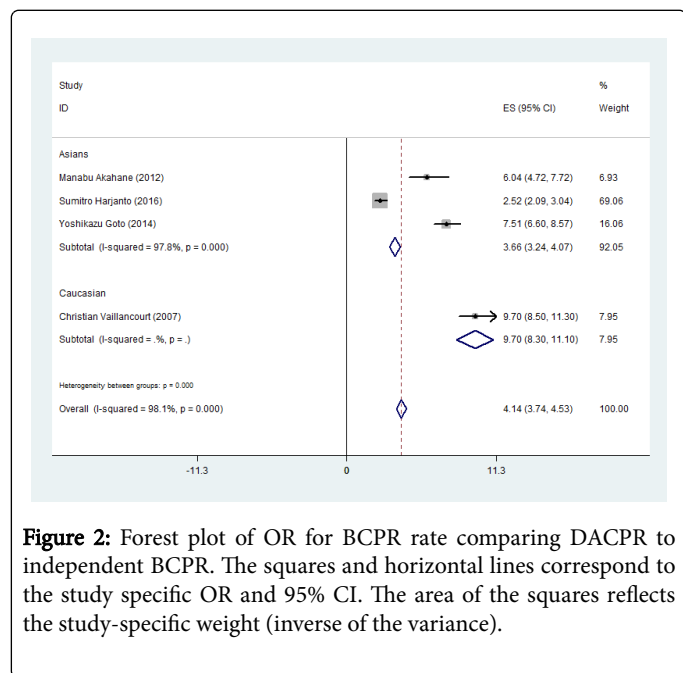 Study %
ID ES (95% CI) Weight
Asians
Manabu Akahane (2012) 6.04 (4.72, 7.72) 6.93
Sumitro Harjanto (2016) 2.52 (2.09, 3.04) 69.06
Yoshikazu Goto (2014) 7.51 (6.60, 8.57) 16.06
Subtotal (I-squared = 97.8%, p = 0.000) 3.66 (3.24, 4.07) 92.05
Caucasian
Christian Vaillancourt (2007) 9.70 (8.50, 11.30) 7.95
Subtotal (I-squared = .%, p = .) 9.70 (8.30, 11.10) 7.95
Heterogeneity between groups: p = 0.000
Overall (I-squared = 98.1%, p = 0.000) 4.14 (3.74, 4.53) 100.00
-11.3 0 11.3
Figure 2: Forest plot of OR for BCPR rate comparing DACPR to
independent BCPR. The squares and horizontal lines correspond to
the study specific OR and 95% CI. The area of the squares reflects
the study-specific weight (inverse of the variance).